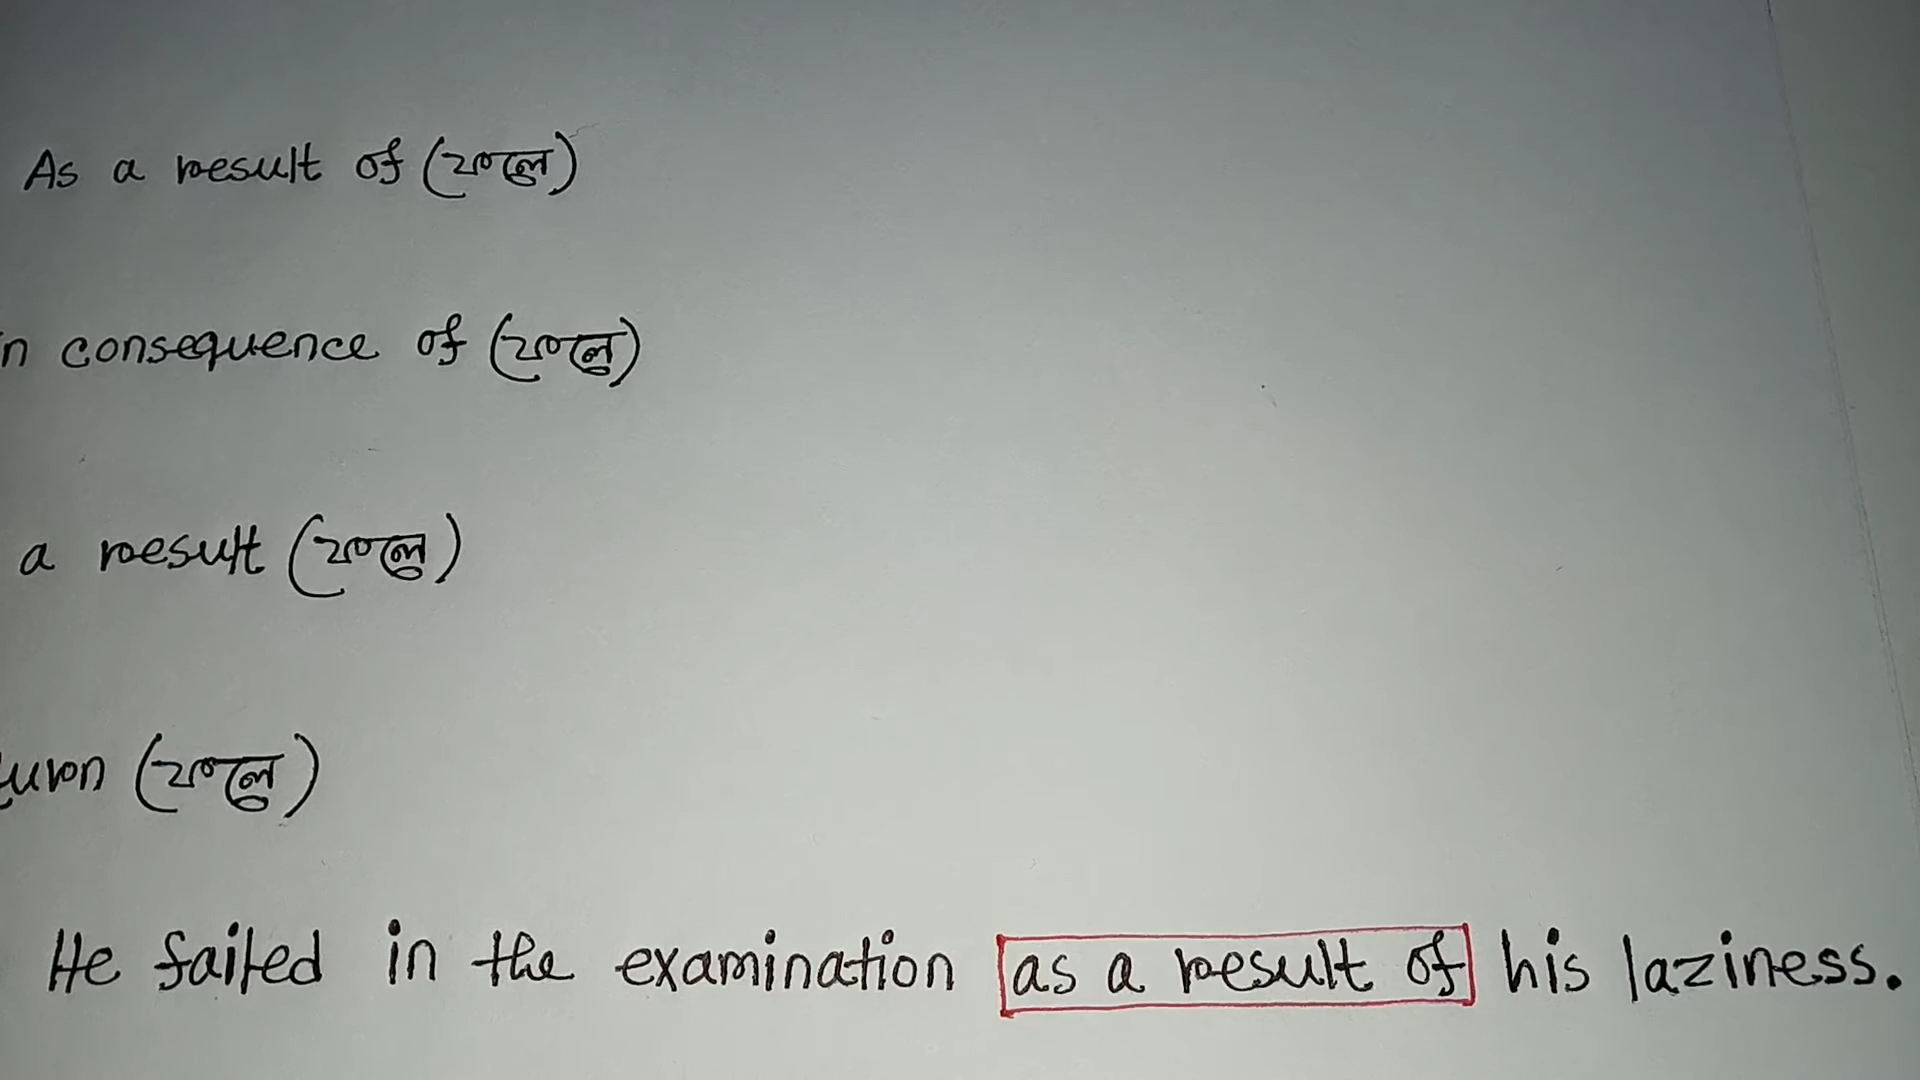 As a result of (ফলে)
n consequence of (ফলে)
a result (ফলে)
turn (ফলে)
He failed in the examination as a result of his laziness.